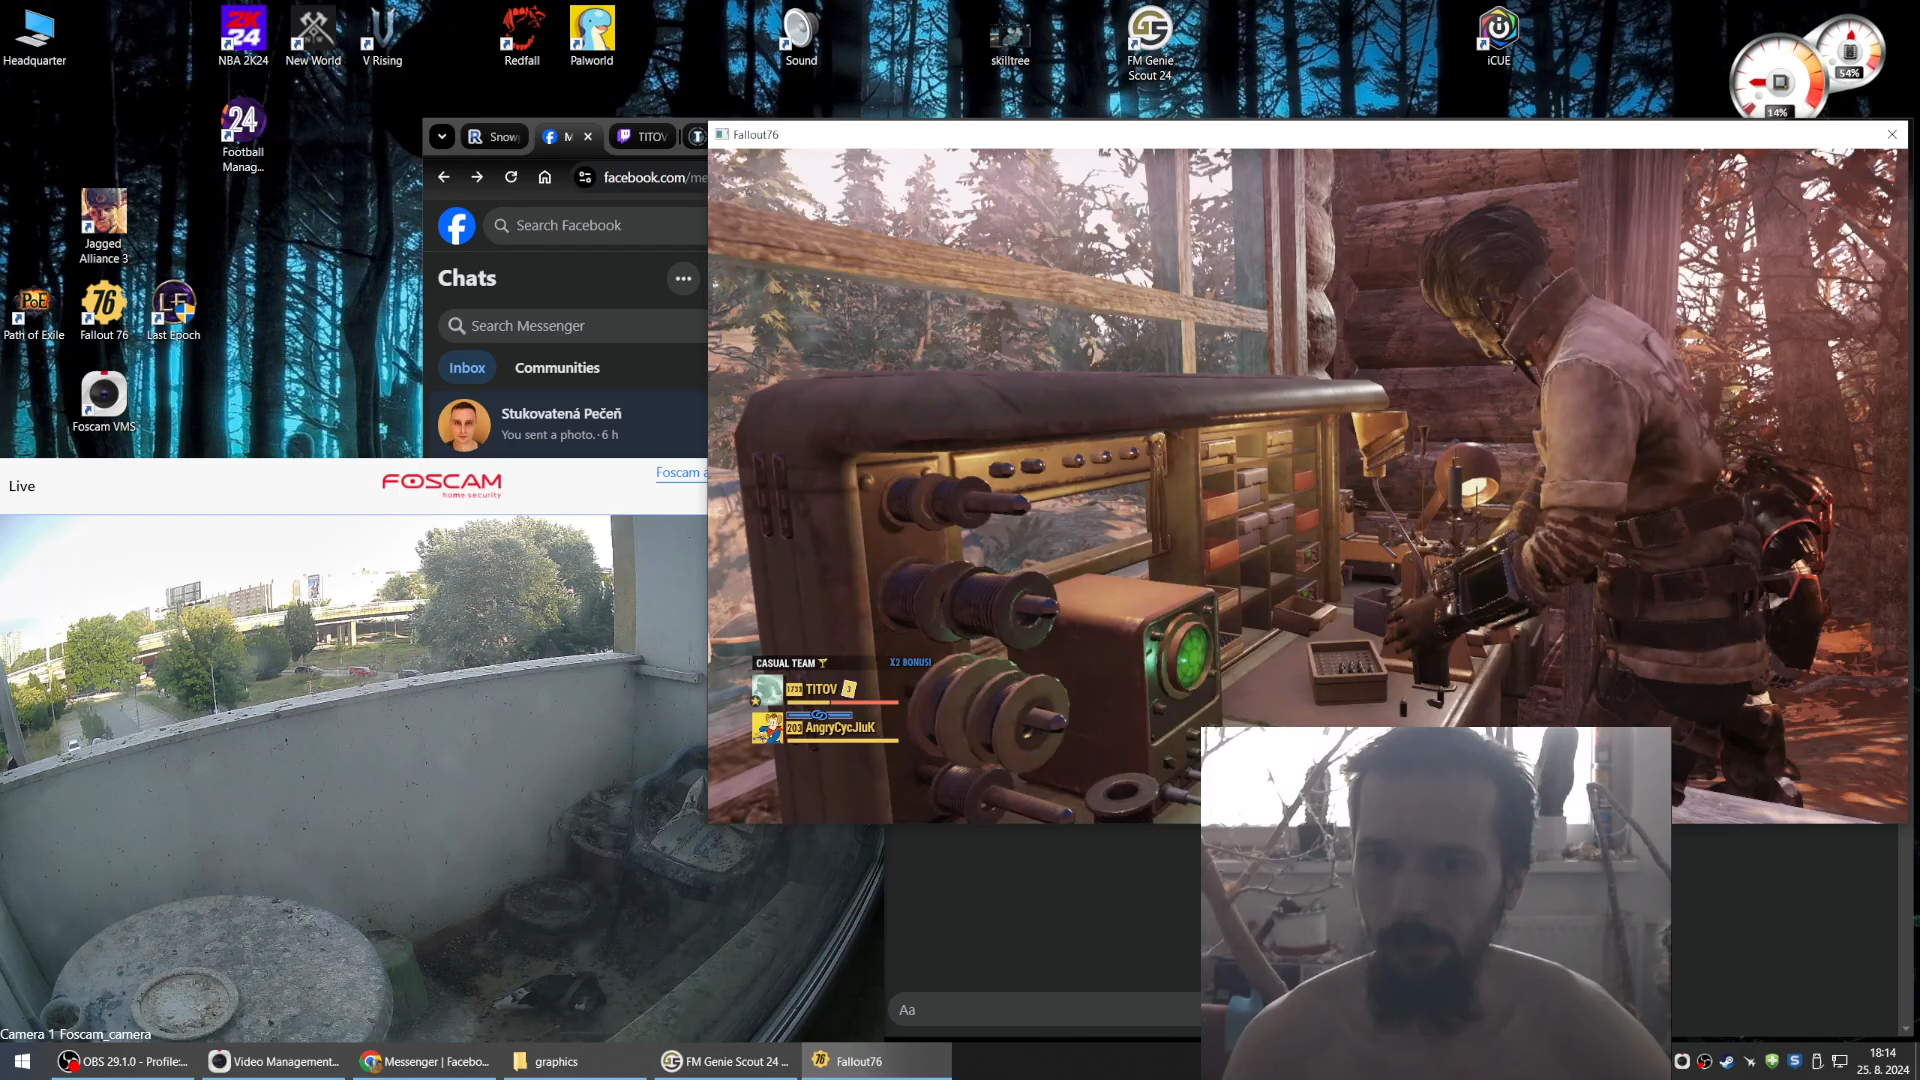 Headquarter
NBA 2K24
New World
V Rising
Redfall
Palworld
Sound
skilltree
FM Genie
Scout 24
iCUE
54%
14%
24
Football
Manag...
Jagged
Alliance 3
Path of Exile
Fallout 76
Last Epoch
Foscam VMS
Snow
M
TITOV
facebook.com/me
Search Facebook
Chats
Search Messenger
Inbox
Communities
Stukovatená Pečeň
You sent a photo. · 6 h
Fallout76
CASUAL TEAM
X2 BONUS!
1733 TITOV 3
203 AngryCycJluK
Live
FOSCAM
home security
Foscam a
Camera 1 Foscam_camera
Aa
OBS 29.1.0 - Profile:...
Video Management...
Messenger | Facebo...
graphics
FM Genie Scout 24 ...
Fallout76
18:14
25. 8. 2024